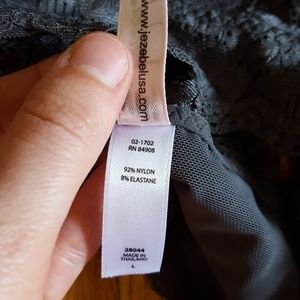 www.jezebelusa.com
02-1702
RN 84908
92% NYLON
8% ELASTANE
28044
MADE IN
THAILAND
L